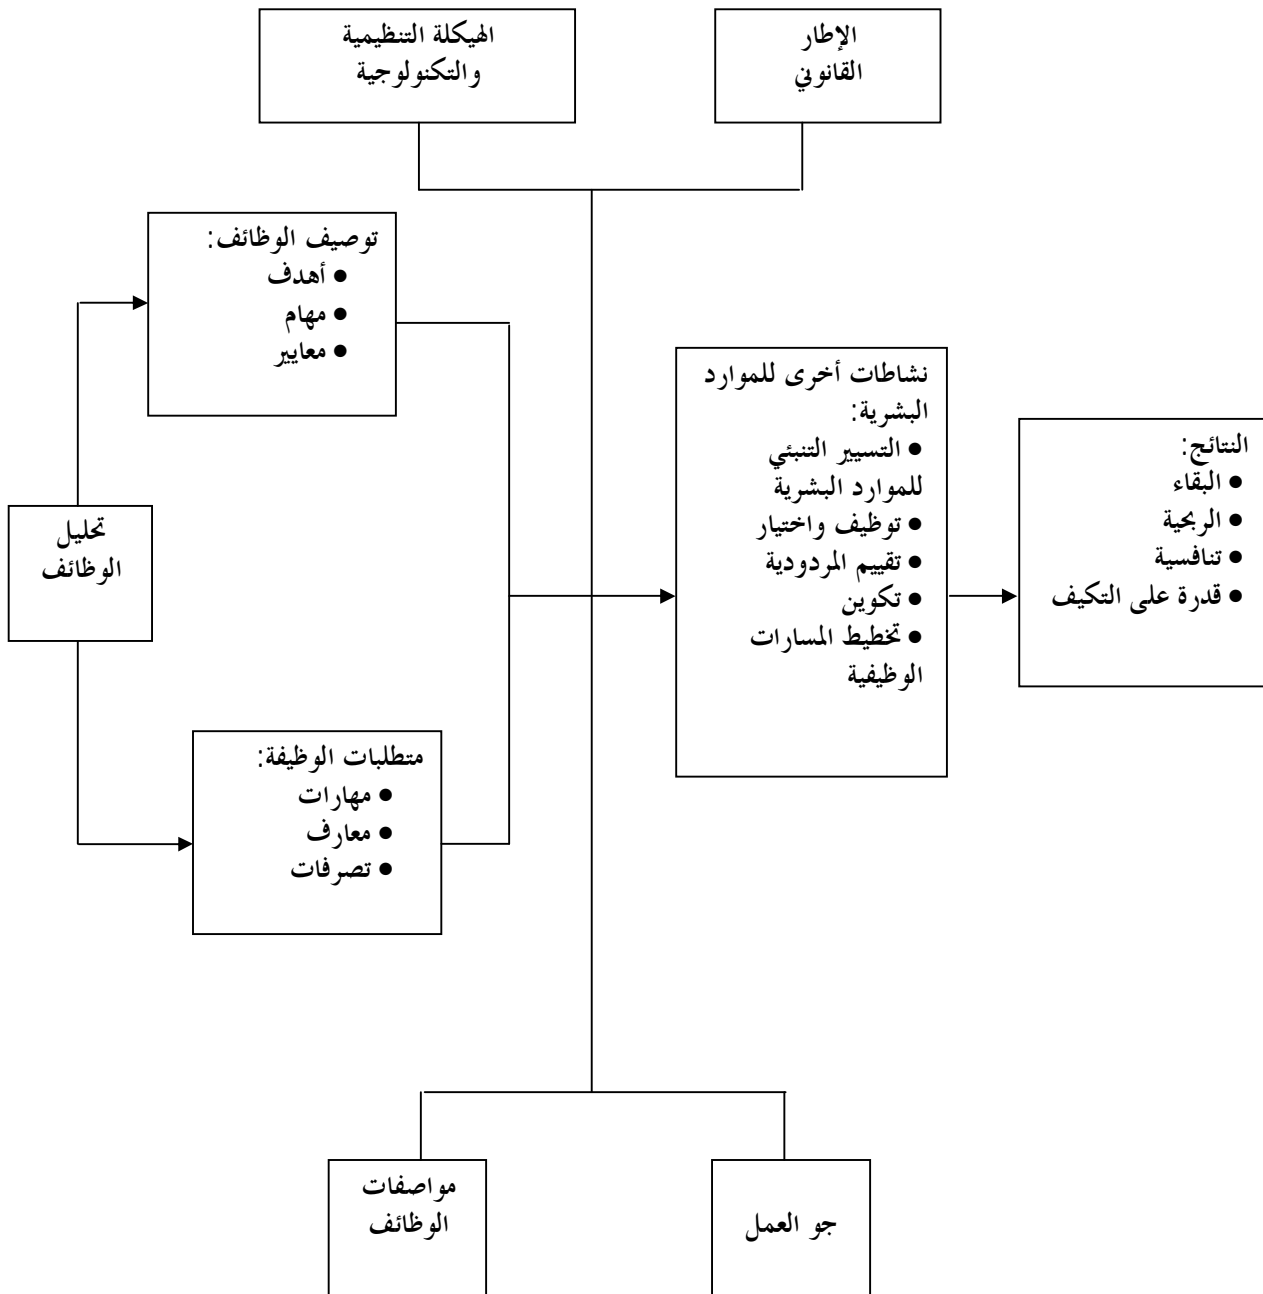 الإطار
القانوني
الهيكلة التنظيمية
والتكنولوجية
توصيف الوظائف:
• أهدف
• مهام
• معايير
نشاطات أخرى للموارد
البشرية:
• التسيير التنبئي
للموارد البشرية
• توظيف واختيار
• تقييم المردودية
• تكوين
• تخطيط المسارات
الوظيفية
النتائج:
• البقاء
• الربحية
• تنافسية
• قدرة على التكيف
تحليل
الوظائف
متطلبات الوظيفة:
• مهارات
• معارف
• تصرفات
جو العمل
مواصفات
الوظائف